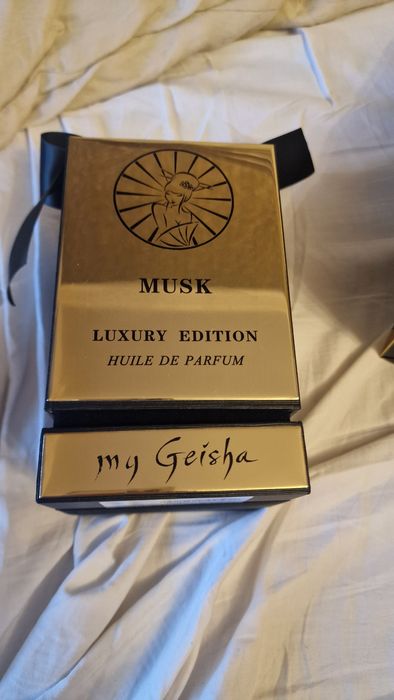 MUSK
LUXURY EDITION
HUILE DE PARFUM
my Geisha